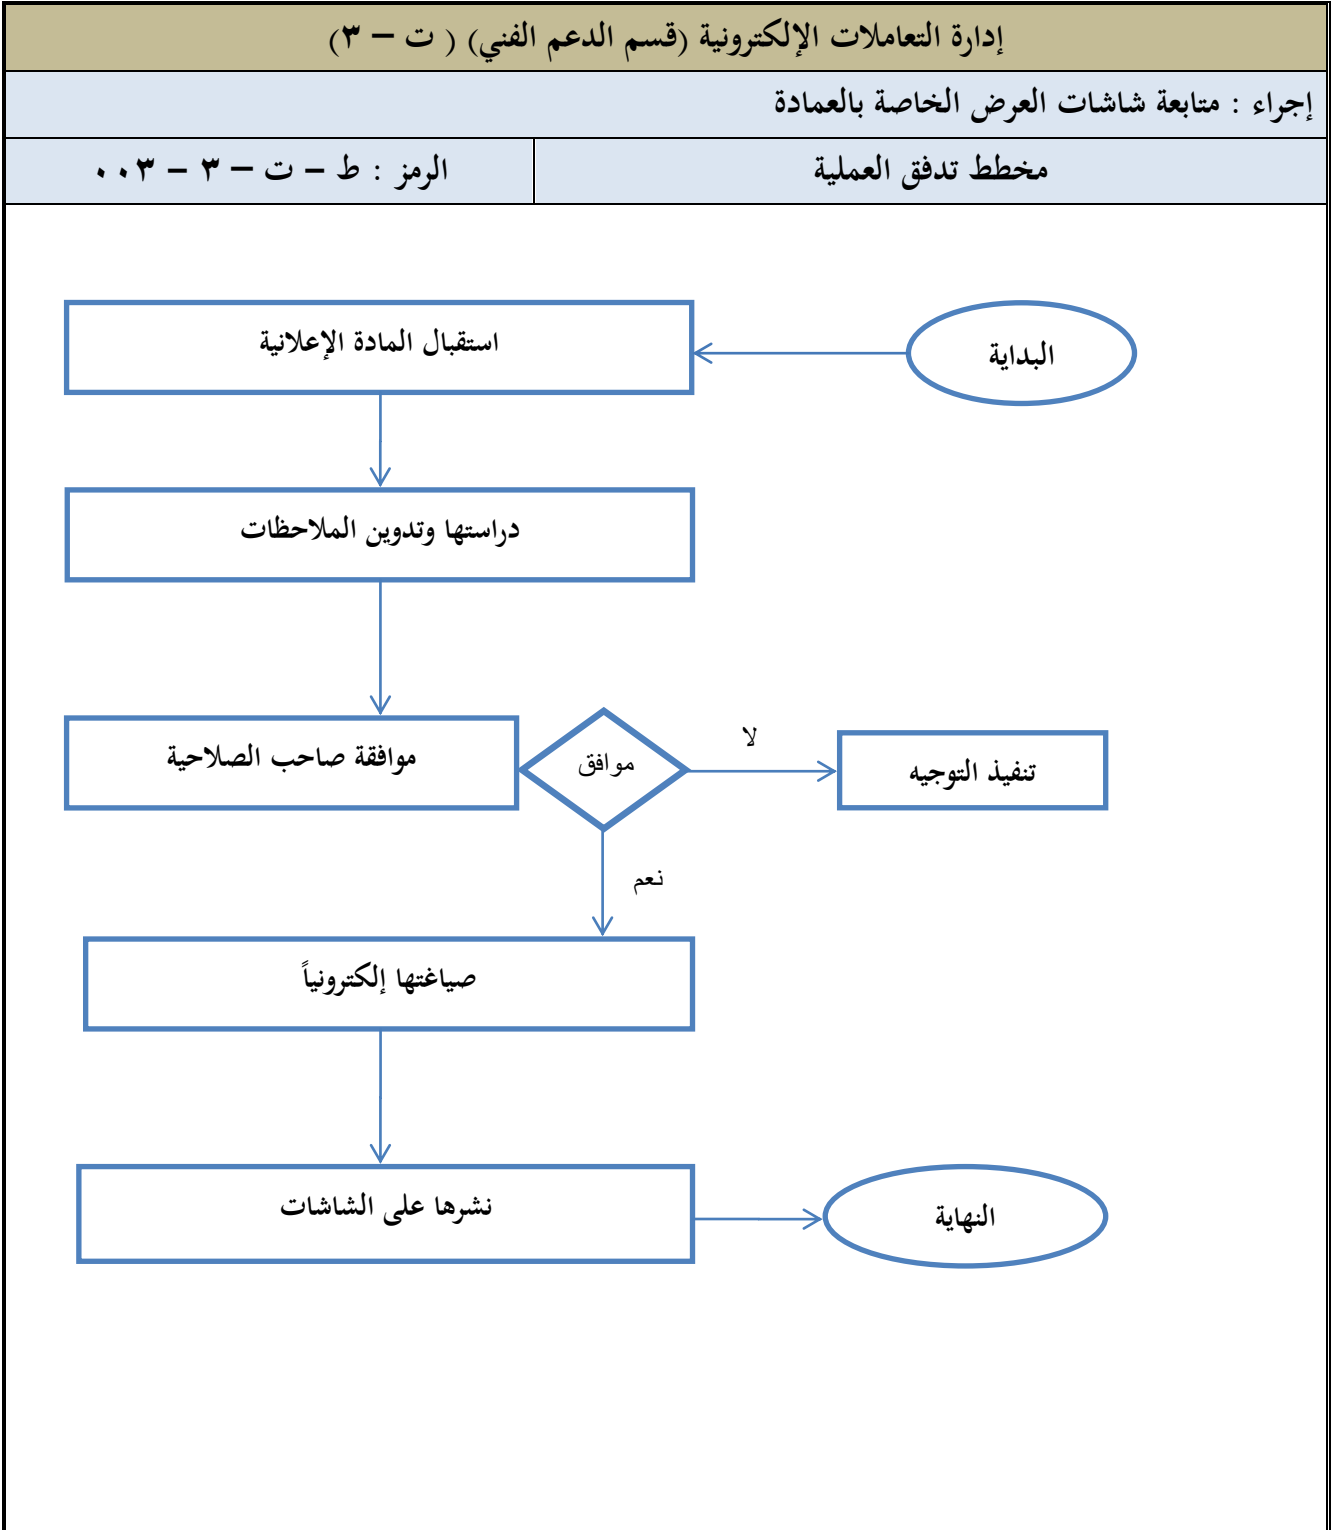 إدارة التعاملات الإلكترونية (قسم الدعم الفني) ( ت – ٣)
إجراء : متابعة شاشات العرض الخاصة بالعمادة
مخطط تدفق العملية
الرمز : ط – ت – ٣ – ٠٠٣
البداية
استقبال المادة الإعلانية
دراستها وتدوين الملاحظات
موافقة صاحب الصلاحية
موافق
لا
تنفيذ التوجيه
نعم
صياغتها إلكترونياً
نشرها على الشاشات
النهاية